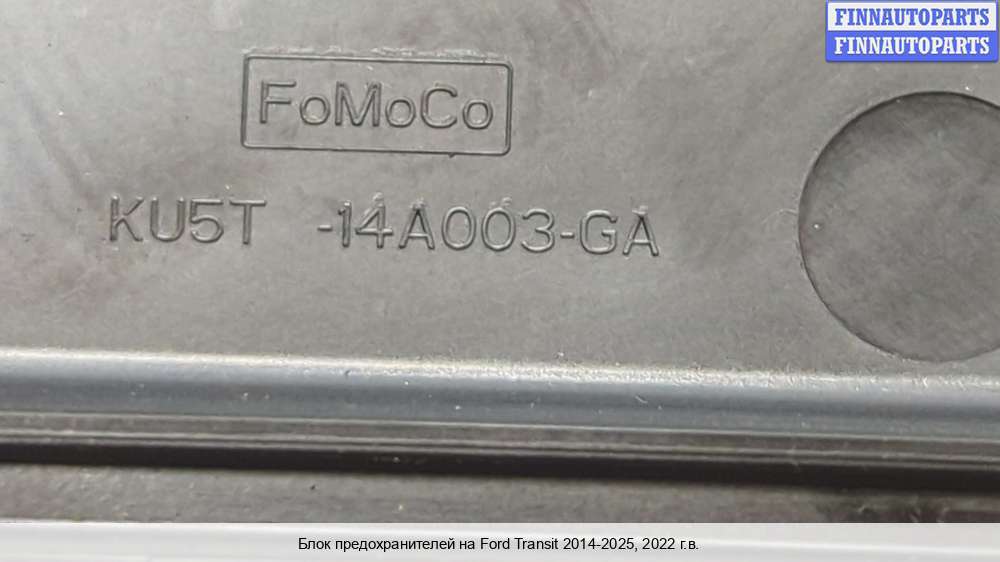 FINNAUTOPARTS
FINNAUTOPARTS
FoMoCo
KU5T -14A003-GA
Блок предохранителей на Ford Transit 2014-2025, 2022 г.в.